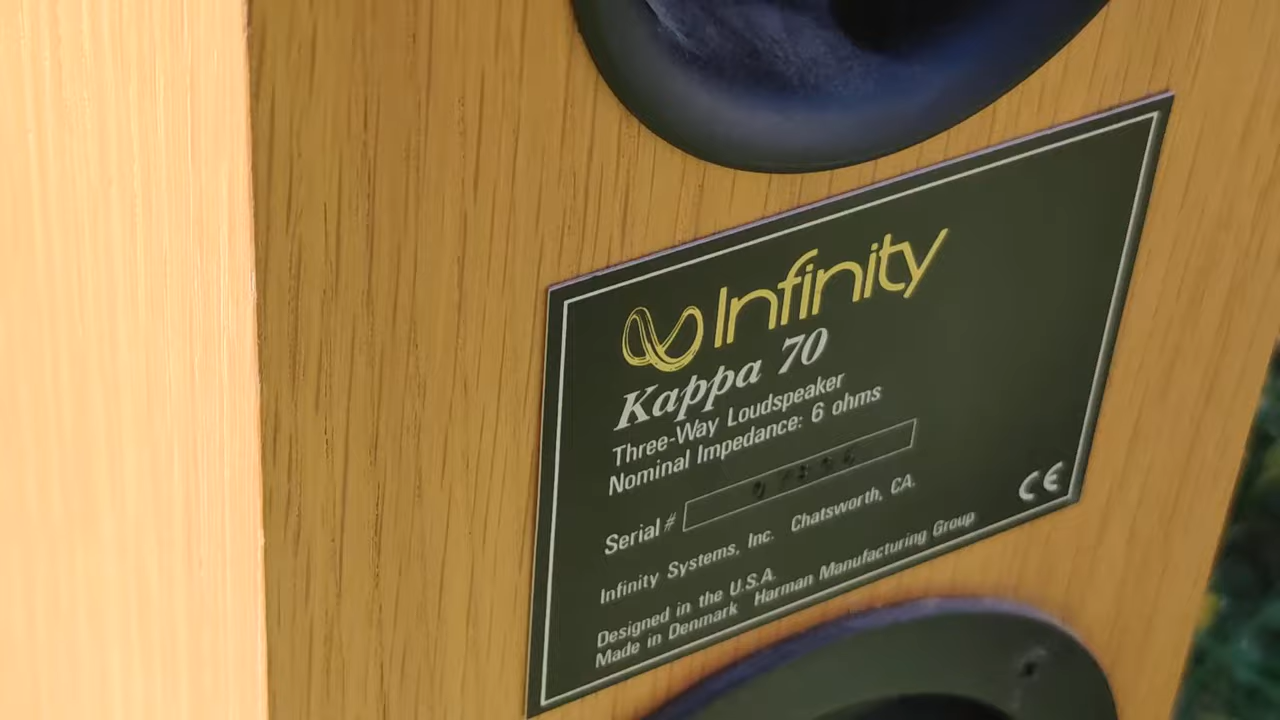 Infinity
Kappa 70
Three-Way Loudspeaker
Nominal Impedance: 6 ohms
Serial #
Infinity Systems, Inc. Chatsworth, CA.
Designed in the U.S.A.
Made in Denmark Harman Manufacturing Group
CE